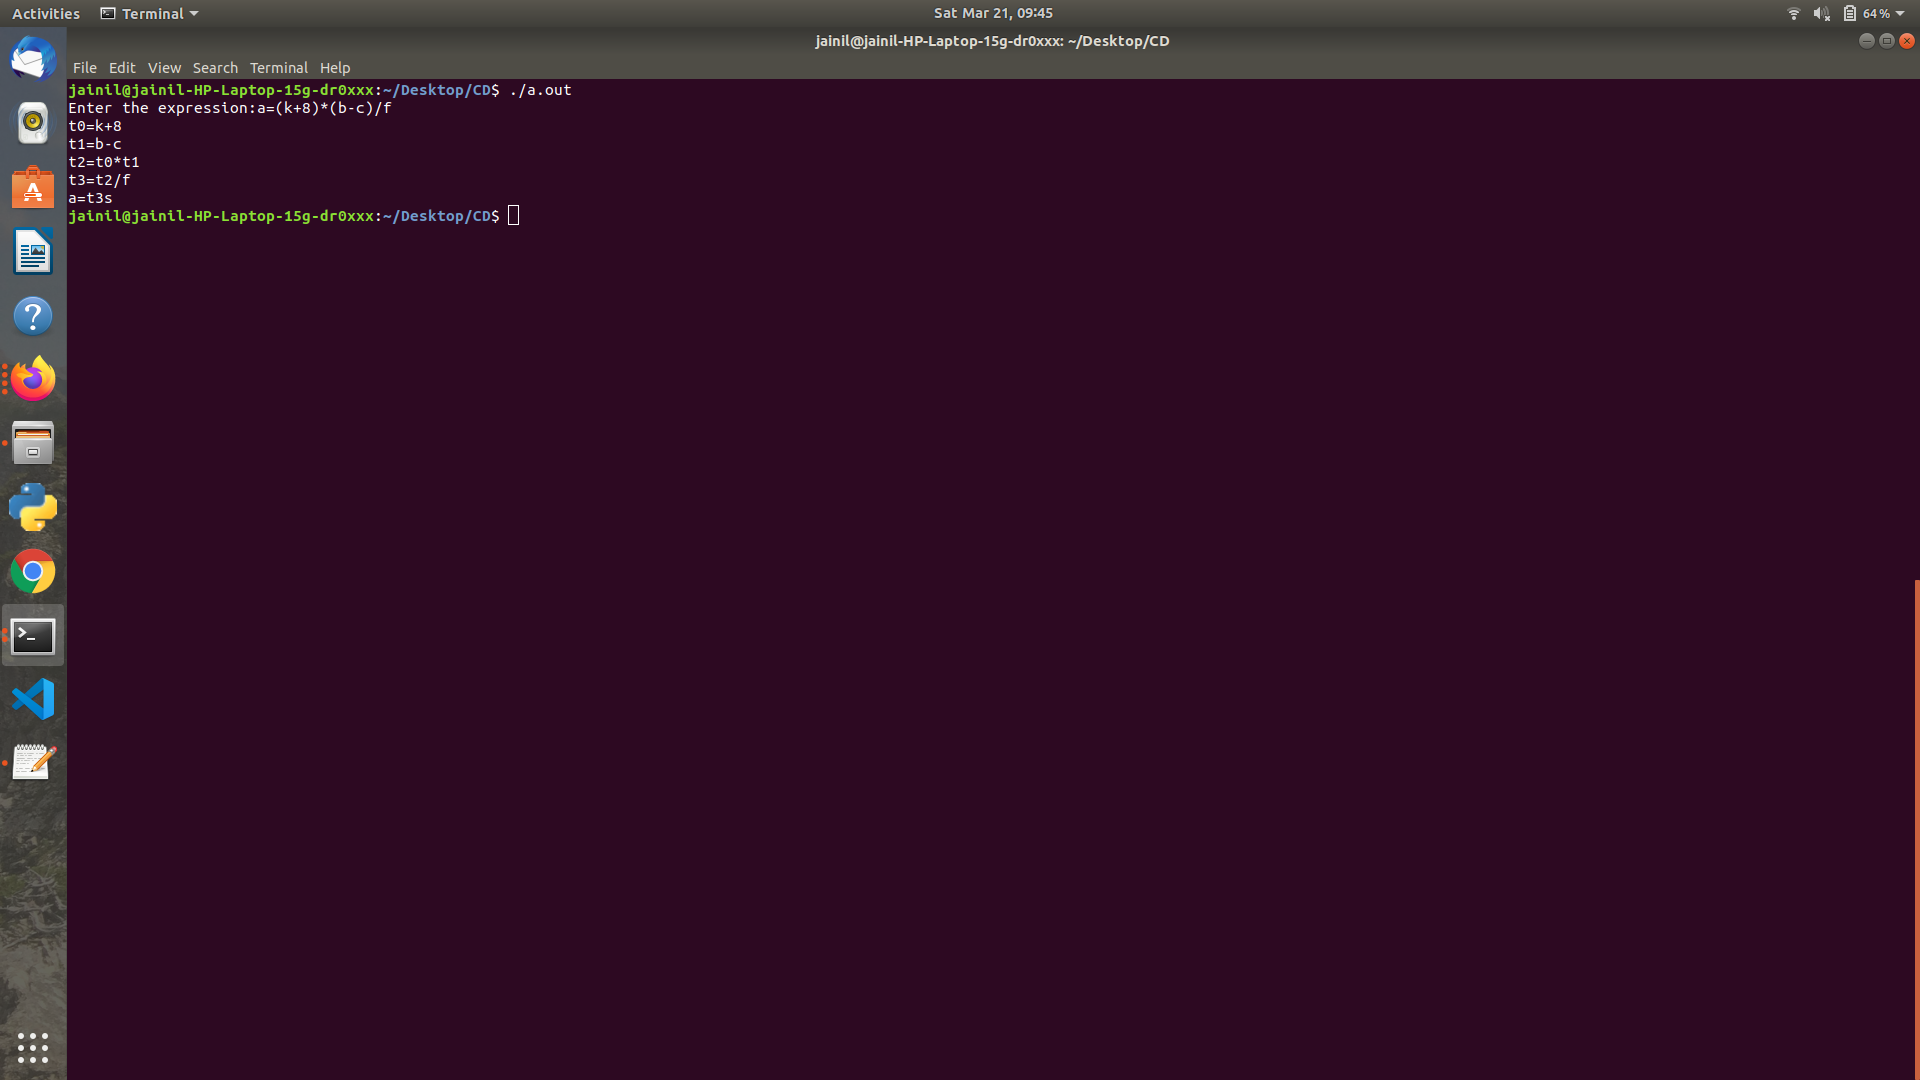 Activities Terminal Sat Mar 21, 09:45 64%
jainil@jainil-HP-Laptop-15g-dr0xxx: ~/Desktop/CD
File Edit View Search Terminal Help
jainil@jainil-HP-Laptop-15g-dr0xxx:~/Desktop/CD$ ./a.out
Enter the expression:a=(k+8)*(b-c)/f
t0=k+8
t1=b-c
t2=t0*t1
t3=t2/f
a=t3s
jainil@jainil-HP-Laptop-15g-dr0xxx:~/Desktop/CD$